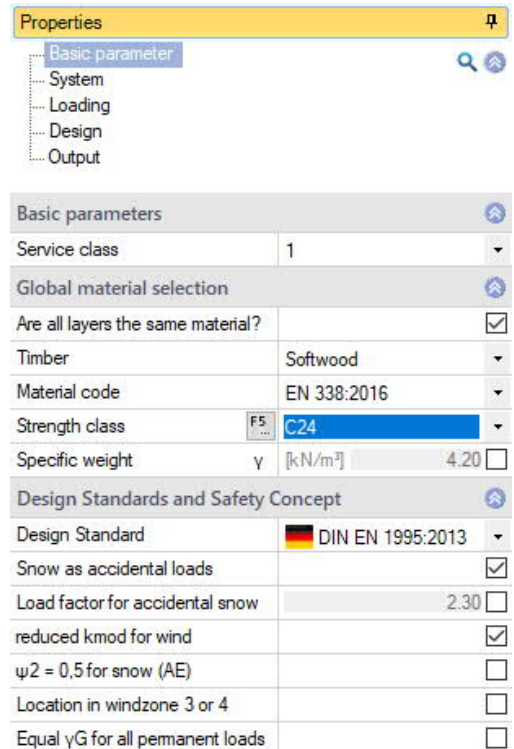 Properties
Basic parameter
System
Loading
Design
Output
Basic parameters
Service class 1
Global material selection
Are all layers the same material?
Timber Softwood
Material code EN 338:2016
Strength class F5... C24
Specific weight γ [kN/m³] 4.20
Design Standards and Safety Concept
Design Standard DIN EN 1995:2013
Snow as accidental loads
Load factor for accidental snow 2.30
reduced kmod for wind
ψ2 = 0,5 for snow (AE)
Location in windzone 3 or 4
Equal γG for all permanent loads